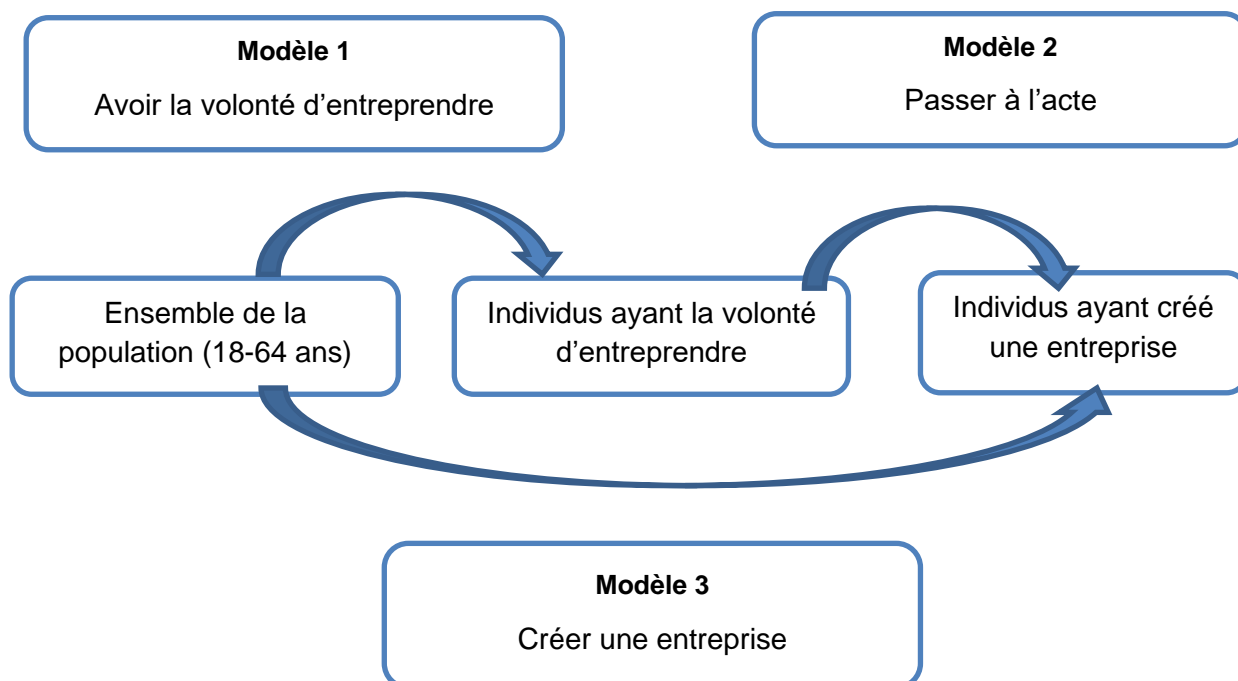 Modèle 1
Avoir la volonté d’entreprendre
Modèle 2
Passer à l’acte
Ensemble de la
population (18-64 ans)
Individus ayant la volonté
d’entreprendre
Individus ayant créé
une entreprise
Modèle 3
Créer une entreprise